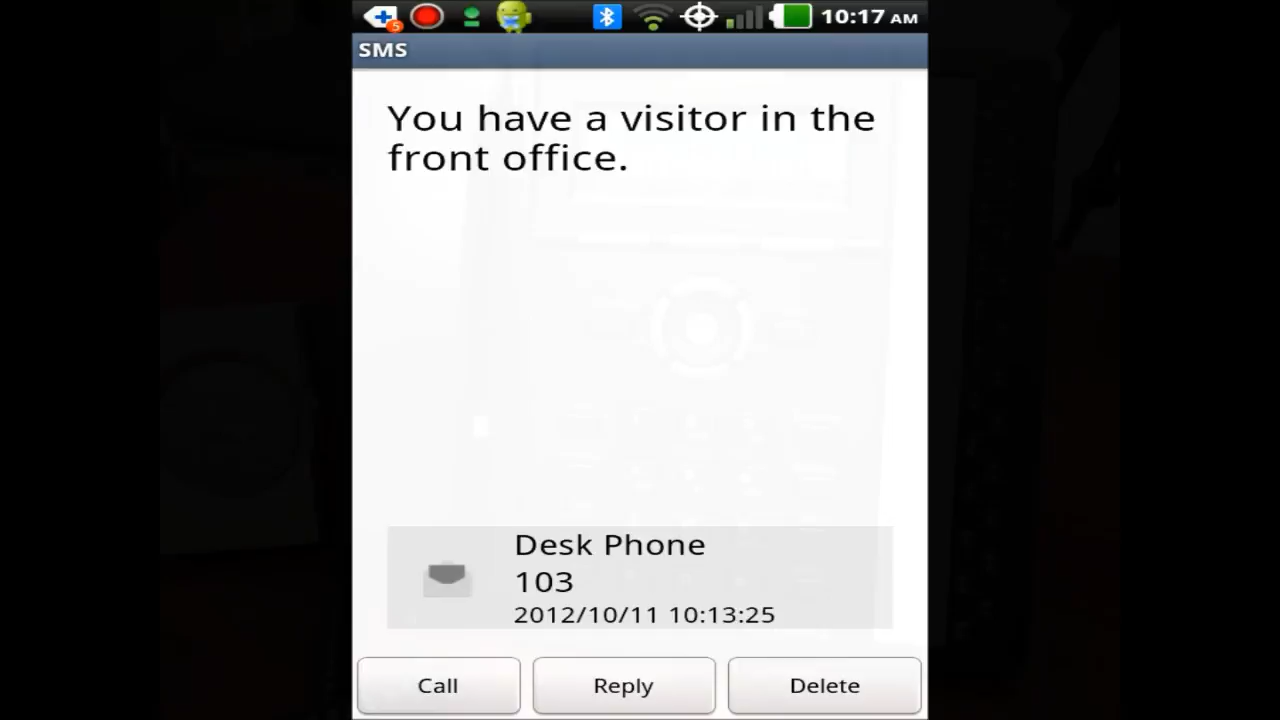 5
10:17 AM
SMS
You have a visitor in the
front office.
Desk Phone
103
2012/10/11 10:13:25
Call
Reply
Delete